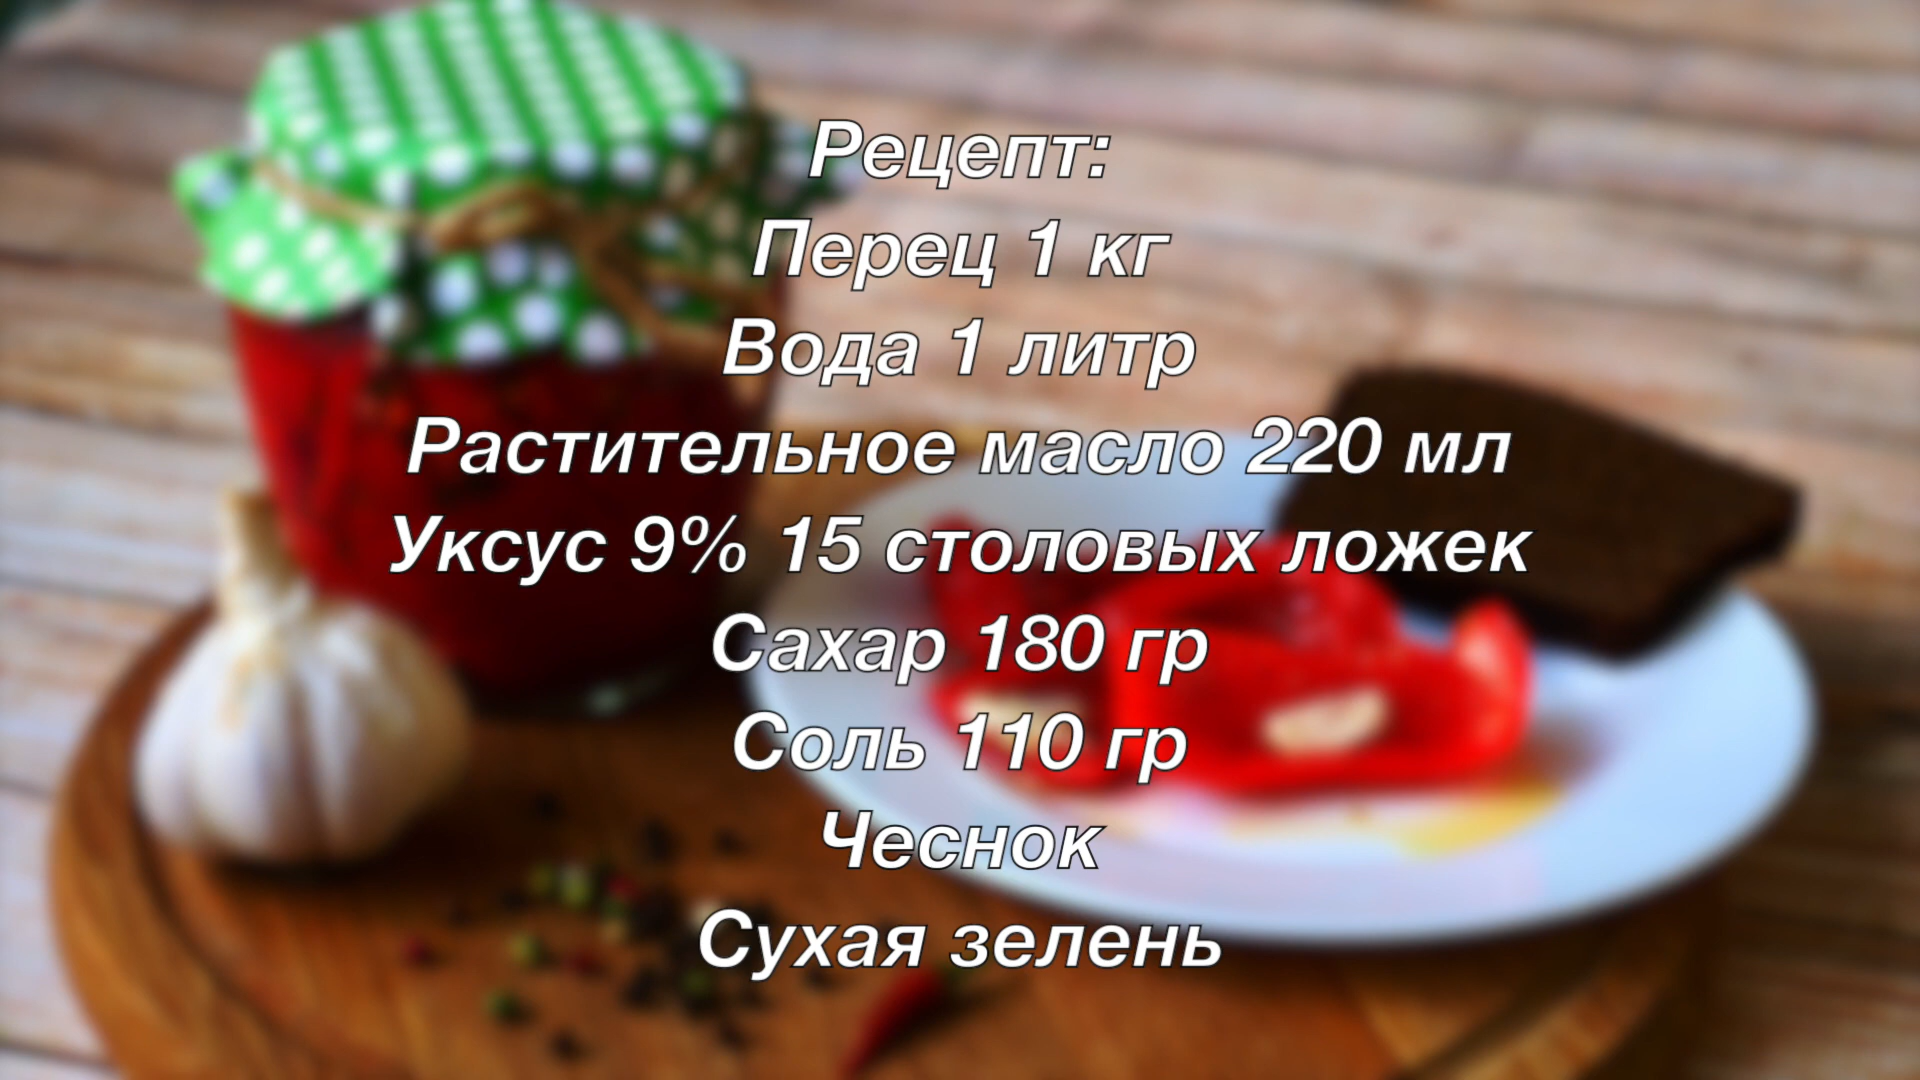 Рецепт:
Перец 1 кг
Вода 1 литр
Растительное масло 220 мл
Уксус 9% 15 столовых ложек
Сахар 180 гр
Соль 110 гр
Чеснок
Сухая зелень